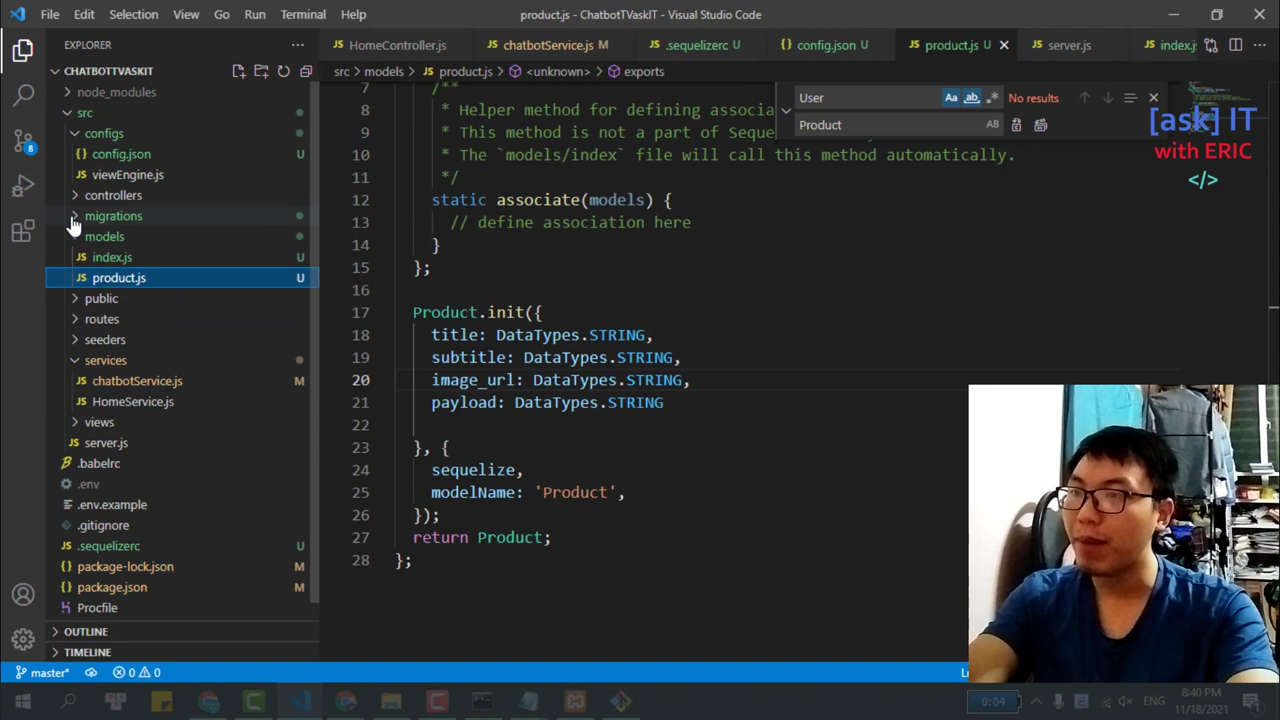 File Edit Selection View Go Run Terminal Help
product.js - ChatbotTVaskIT - Visual Studio Code
EXPLORER
HomeController.js
chatbotService.js M
.sequelizerc U
config.json U
product.js U
server.js
index.js
CHATBOTTVASKIT
src > models > product.js > <unknown> > exports
node_modules
src
configs
config.json U
viewEngine.js
controllers
migrations
models
index.js U
product.js U
public
routes
seeders
services
chatbotService.js M
HomeService.js
views
server.js
.babelrc
.env
.env.example
.gitignore
.sequelizerc U
package-lock.json M
package.json M
Procfile
OUTLINE
TIMELINE
8
User Aa ab .* No results
Product AB
7 /**
8 * Helper method for defining associa
9 * This method is not a part of Seque
10 * The `models/index` file will call this method automatically.
11 */
12 static associate(models) {
13 // define association here
14 }
15 };
16
17 Product.init({
18 title: DataTypes.STRING,
19 subtitle: DataTypes.STRING,
20 image_url: DataTypes.STRING,
21 payload: DataTypes.STRING
22
23 }, {
24 sequelize,
25 modelName: 'Product',
26 });
27 return Product;
28 };
[ask] IT
with ERIC
</>
master* 0 0
0:04
ENG
8:40 PM
11/18/2021